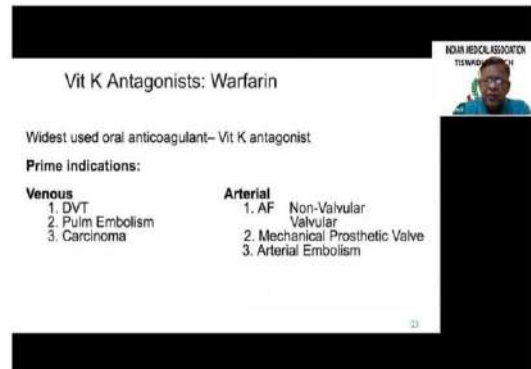 INDIAN MEDICAL ASSOCIATION
Vit K Antagonists: Warfarin
Widest used oral anticoagulant– Vit K antagonist
Prime indications:
Venous
1. DVT
2. Pulm Embolism
3. Carcinoma
Arterial
1. AF Non-Valvular
Valvular
2. Mechanical Prosthetic Valve
3. Arterial Embolism